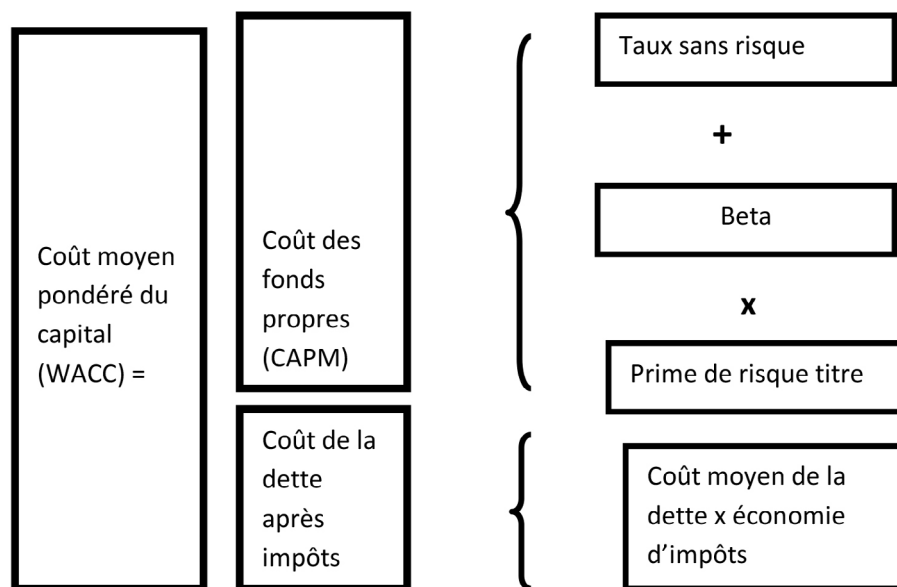 Coût moyen
pondéré du
capital
(WACC) =
Coût des
fonds
propres
(CAPM)
Taux sans risque
+
Beta
x
Prime de risque titre
Coût de la
dette
après
impôts
Coût moyen de la
dette x économie
d'impôts